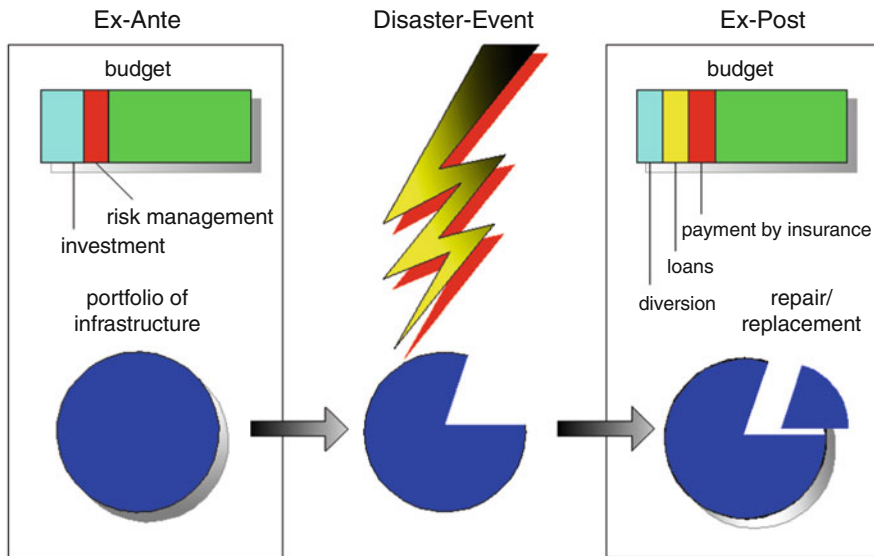 Ex-Ante
Disaster-Event
Ex-Post
budget
risk management
investment
portfolio of
infrastructure
budget
payment by insurance
loans
diversion
repair/
replacement